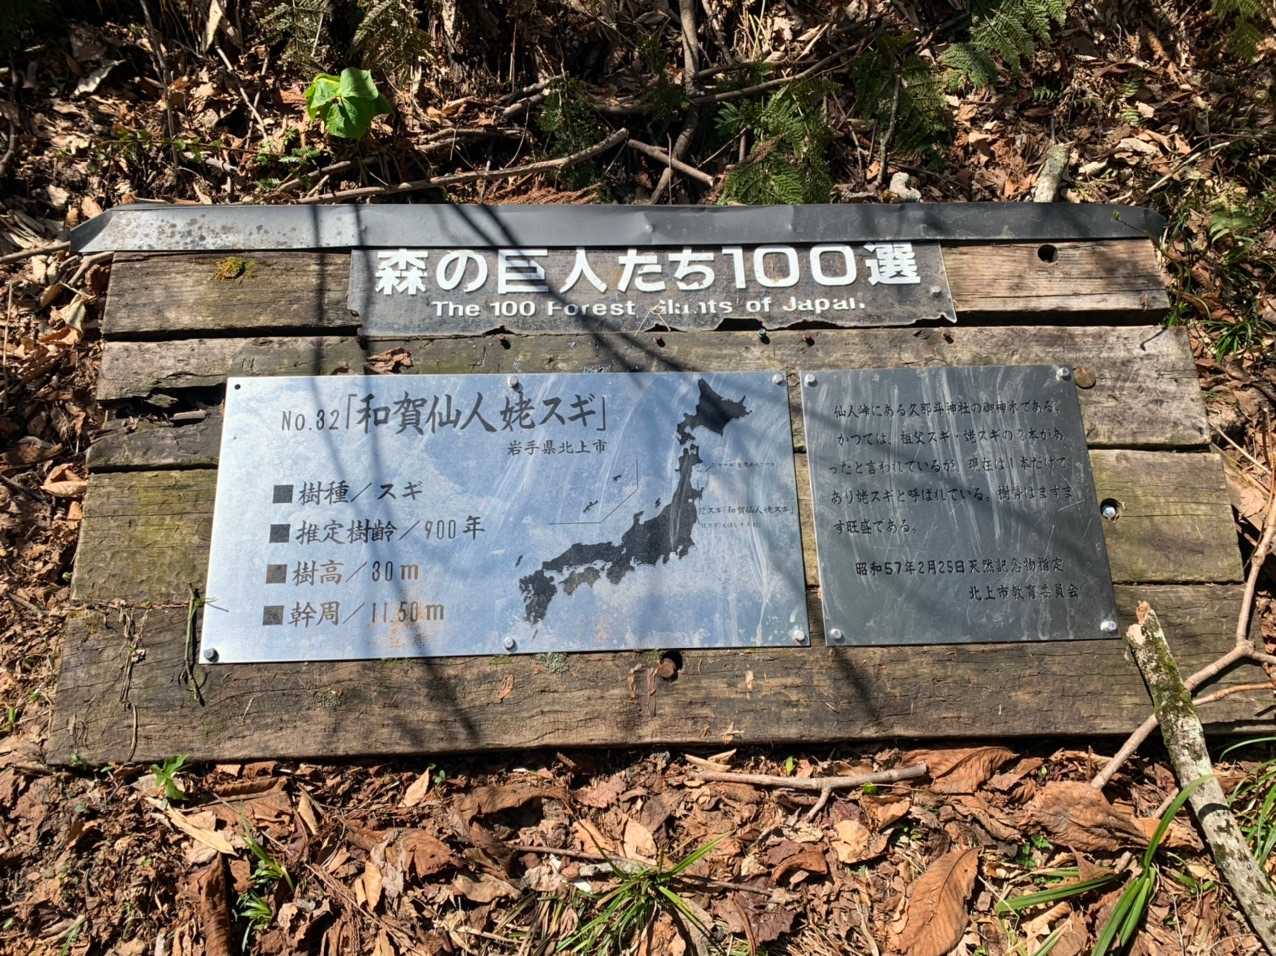 森の巨人たち100選
The 100 Forest Giants of Japan.
No.32「和賀仙人姥スギ」
岩手県北上市
■樹種／スギ
■推定樹齢／900年
■樹高／30m
■幹周／11.50m
仙人峠にある久那斗神社の御神木である。
かつては、祖父スギ・姥スギの2本があ
ったと言われているが、現在は1本だけで
あり姥スギと呼ばれている。樹勢はますま
す旺盛である。
昭和57年2月25日天然記念物指定
北上市教育委員会